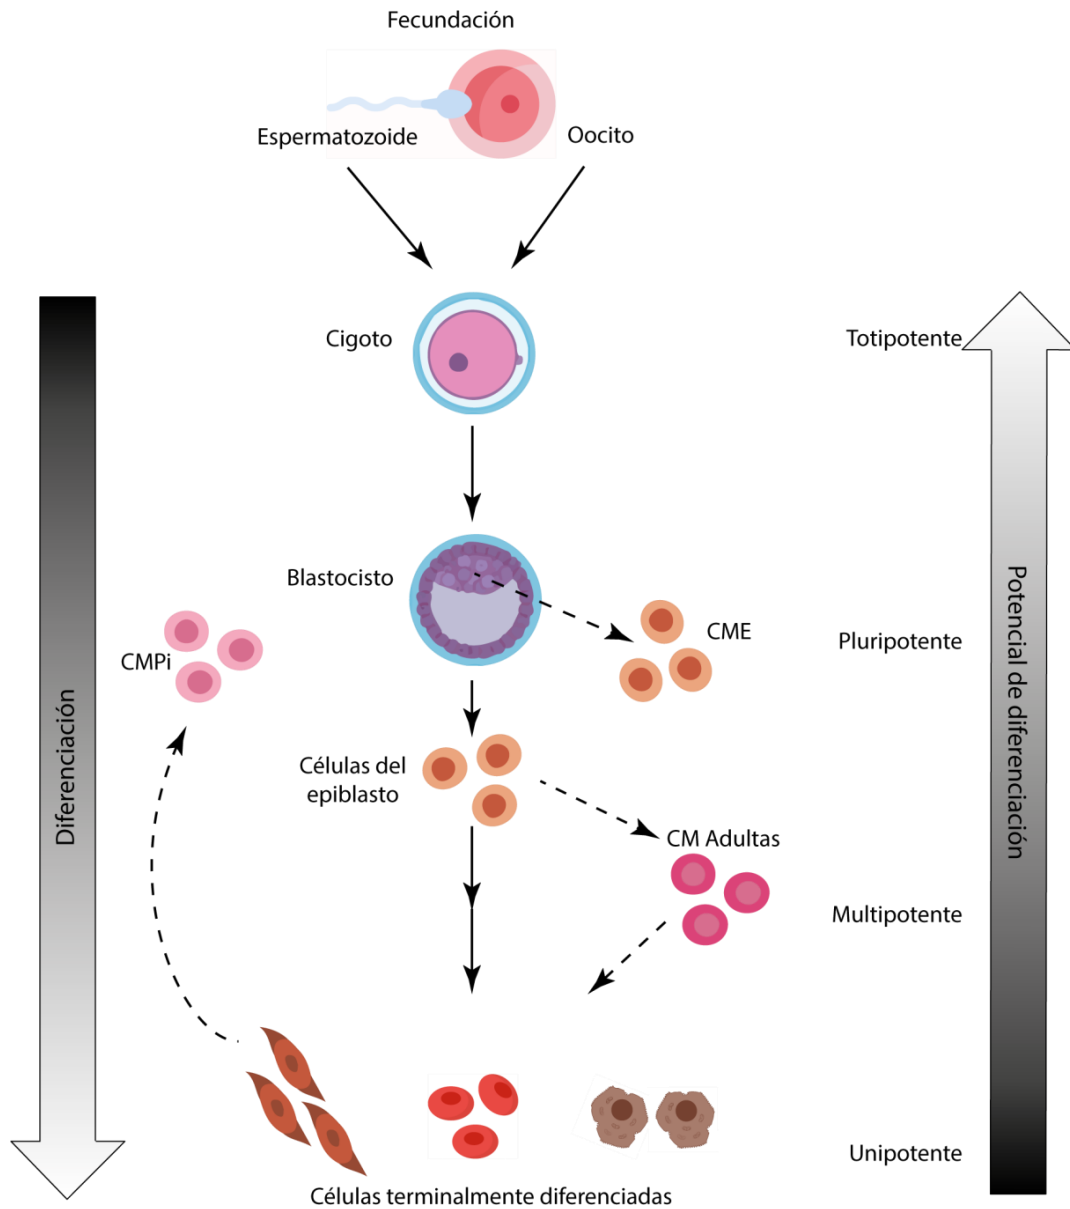 Fecundación
Espermatozoide
Oocito
Cigoto
Totipotente
Blastocisto
CME
Pluripotente
CMPi
Células del
epiblasto
CM Adultas
Multipotente
Diferenciación
Potencial de diferenciación
Unipotente
Células terminalmente diferenciadas